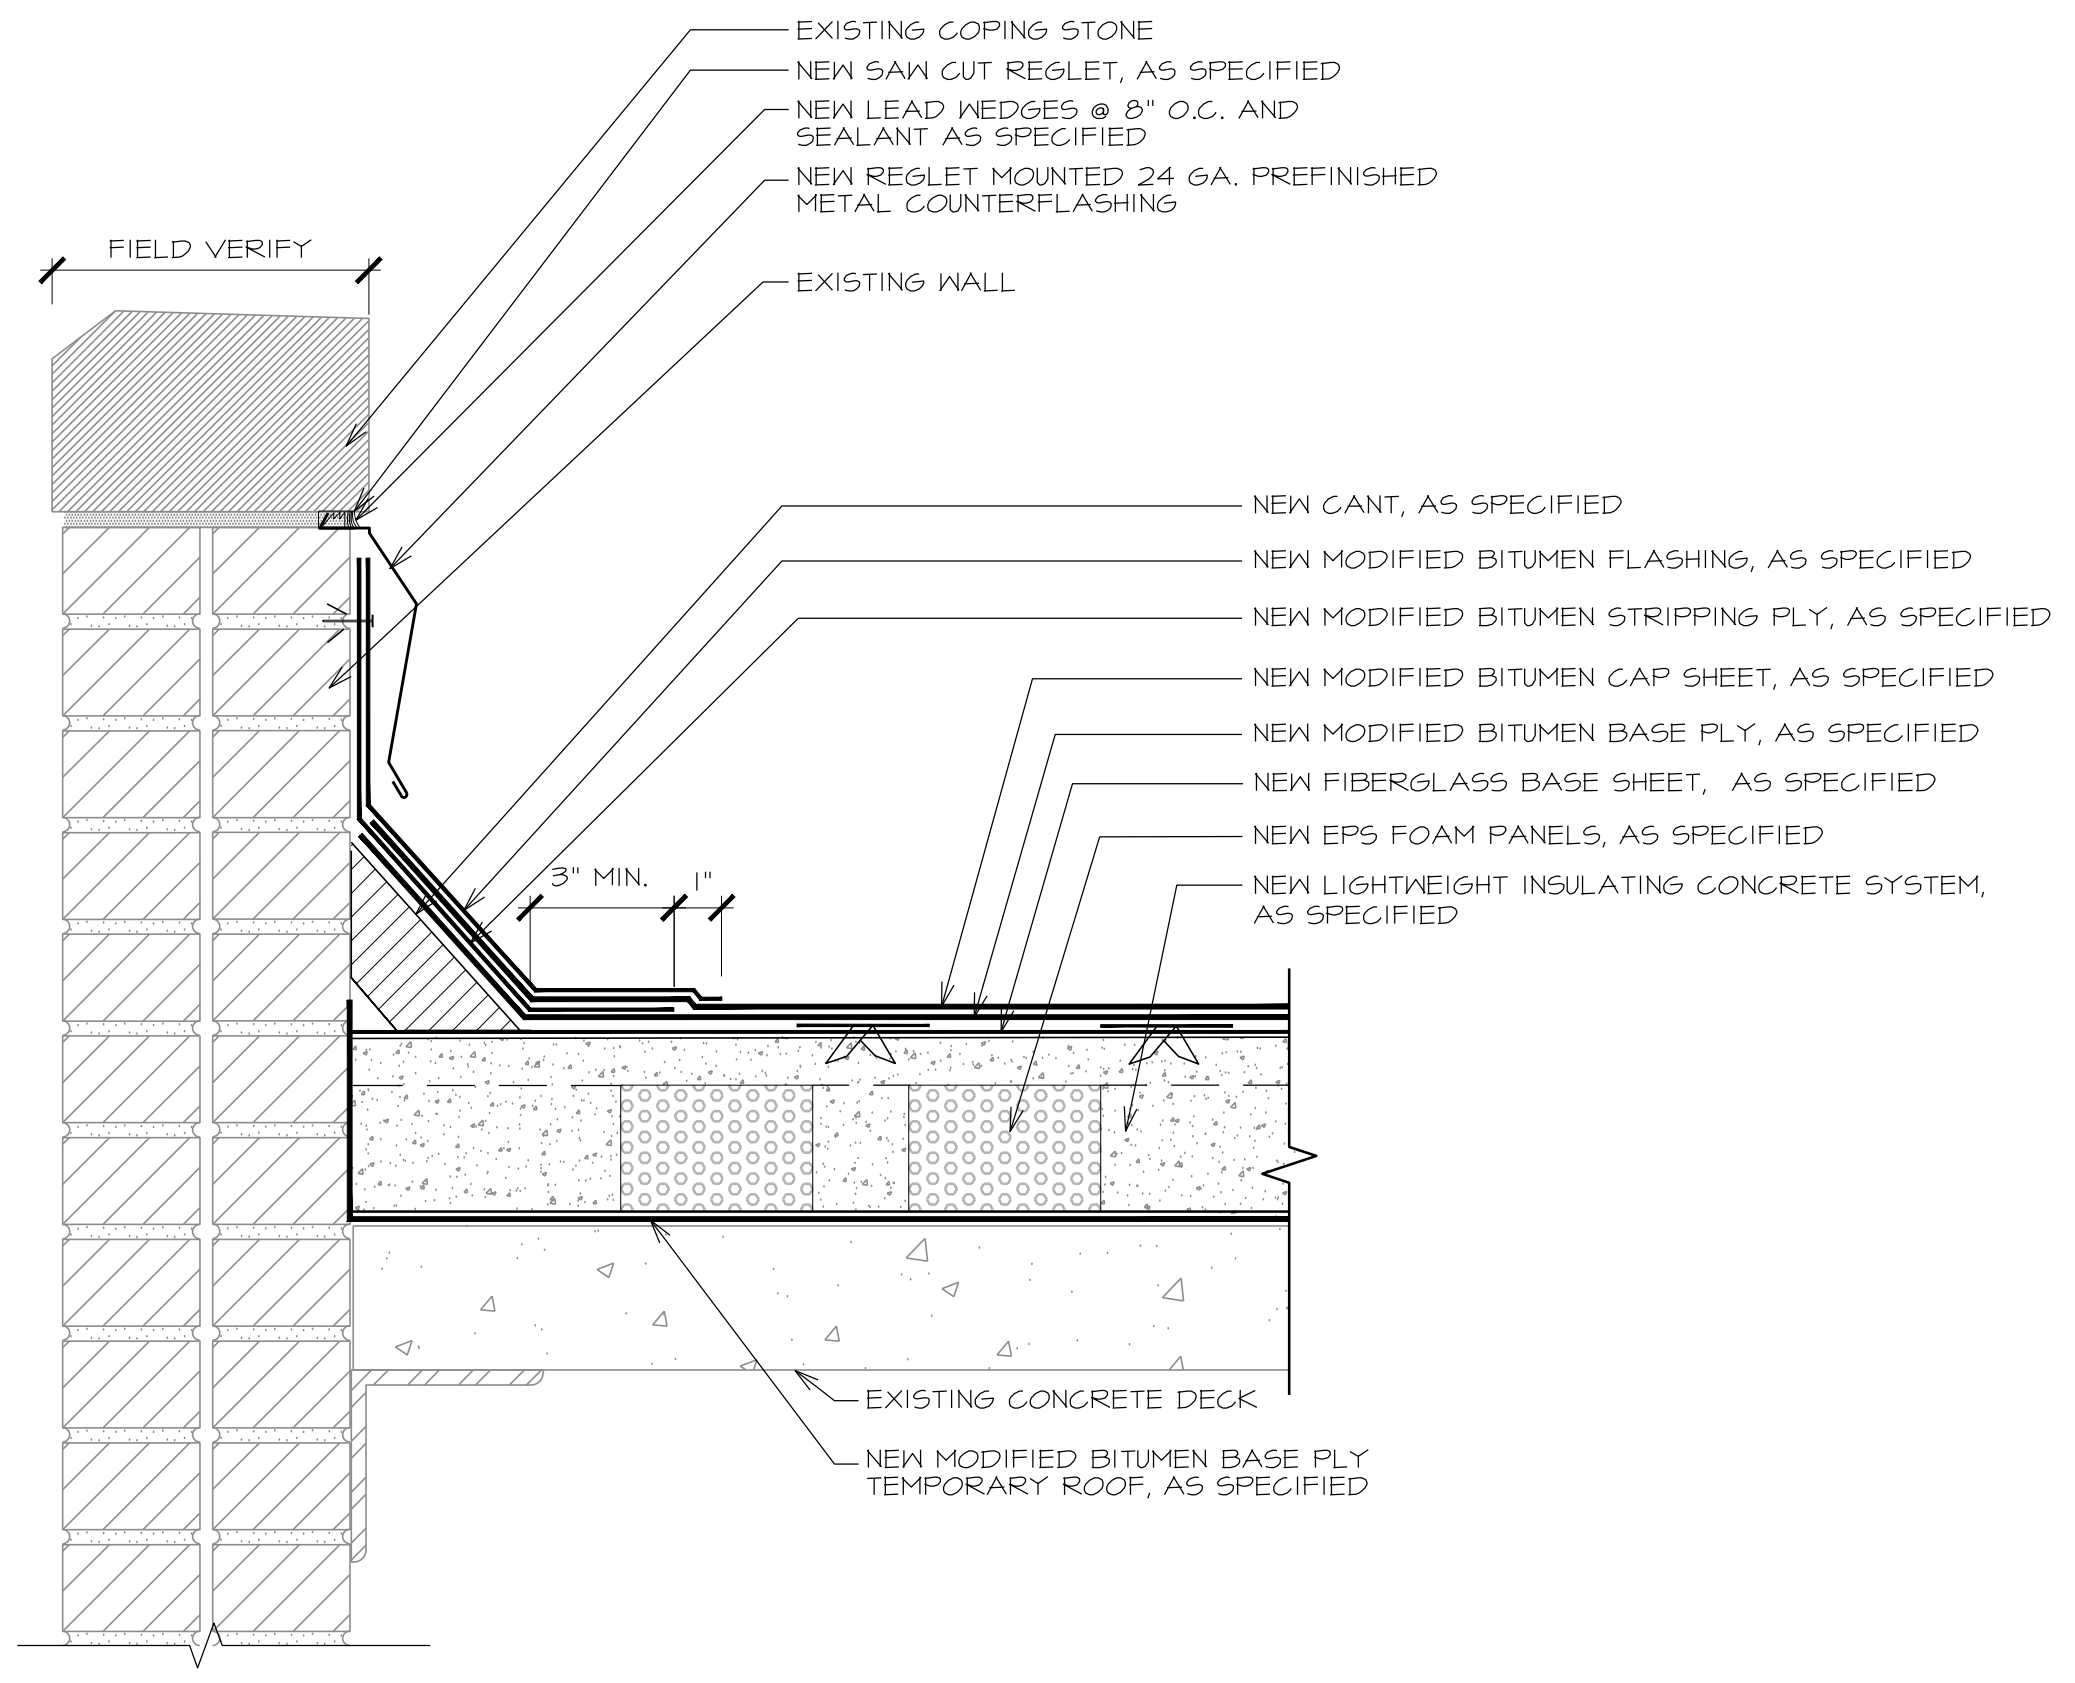 EXISTING COPING STONE
NEW SAW CUT REGLET, AS SPECIFIED
NEW LEAD WEDGES @ 8" O.C. AND
SEALANT AS SPECIFIED
NEW REGLET MOUNTED 24 GA. PREFINISHED
METAL COUNTERFLASHING
FIELD VERIFY
EXISTING WALL
NEW CANT, AS SPECIFIED
NEW MODIFIED BITUMEN FLASHING, AS SPECIFIED
NEW MODIFIED BITUMEN STRIPPING PLY, AS SPECIFIED
NEW MODIFIED BITUMEN CAP SHEET, AS SPECIFIED
NEW MODIFIED BITUMEN BASE PLY, AS SPECIFIED
NEW FIBERGLASS BASE SHEET, AS SPECIFIED
NEW EPS FOAM PANELS, AS SPECIFIED
3" MIN.
1"
NEW LIGHTWEIGHT INSULATING CONCRETE SYSTEM,
AS SPECIFIED
EXISTING CONCRETE DECK
NEW MODIFIED BITUMEN BASE PLY
TEMPORARY ROOF, AS SPECIFIED